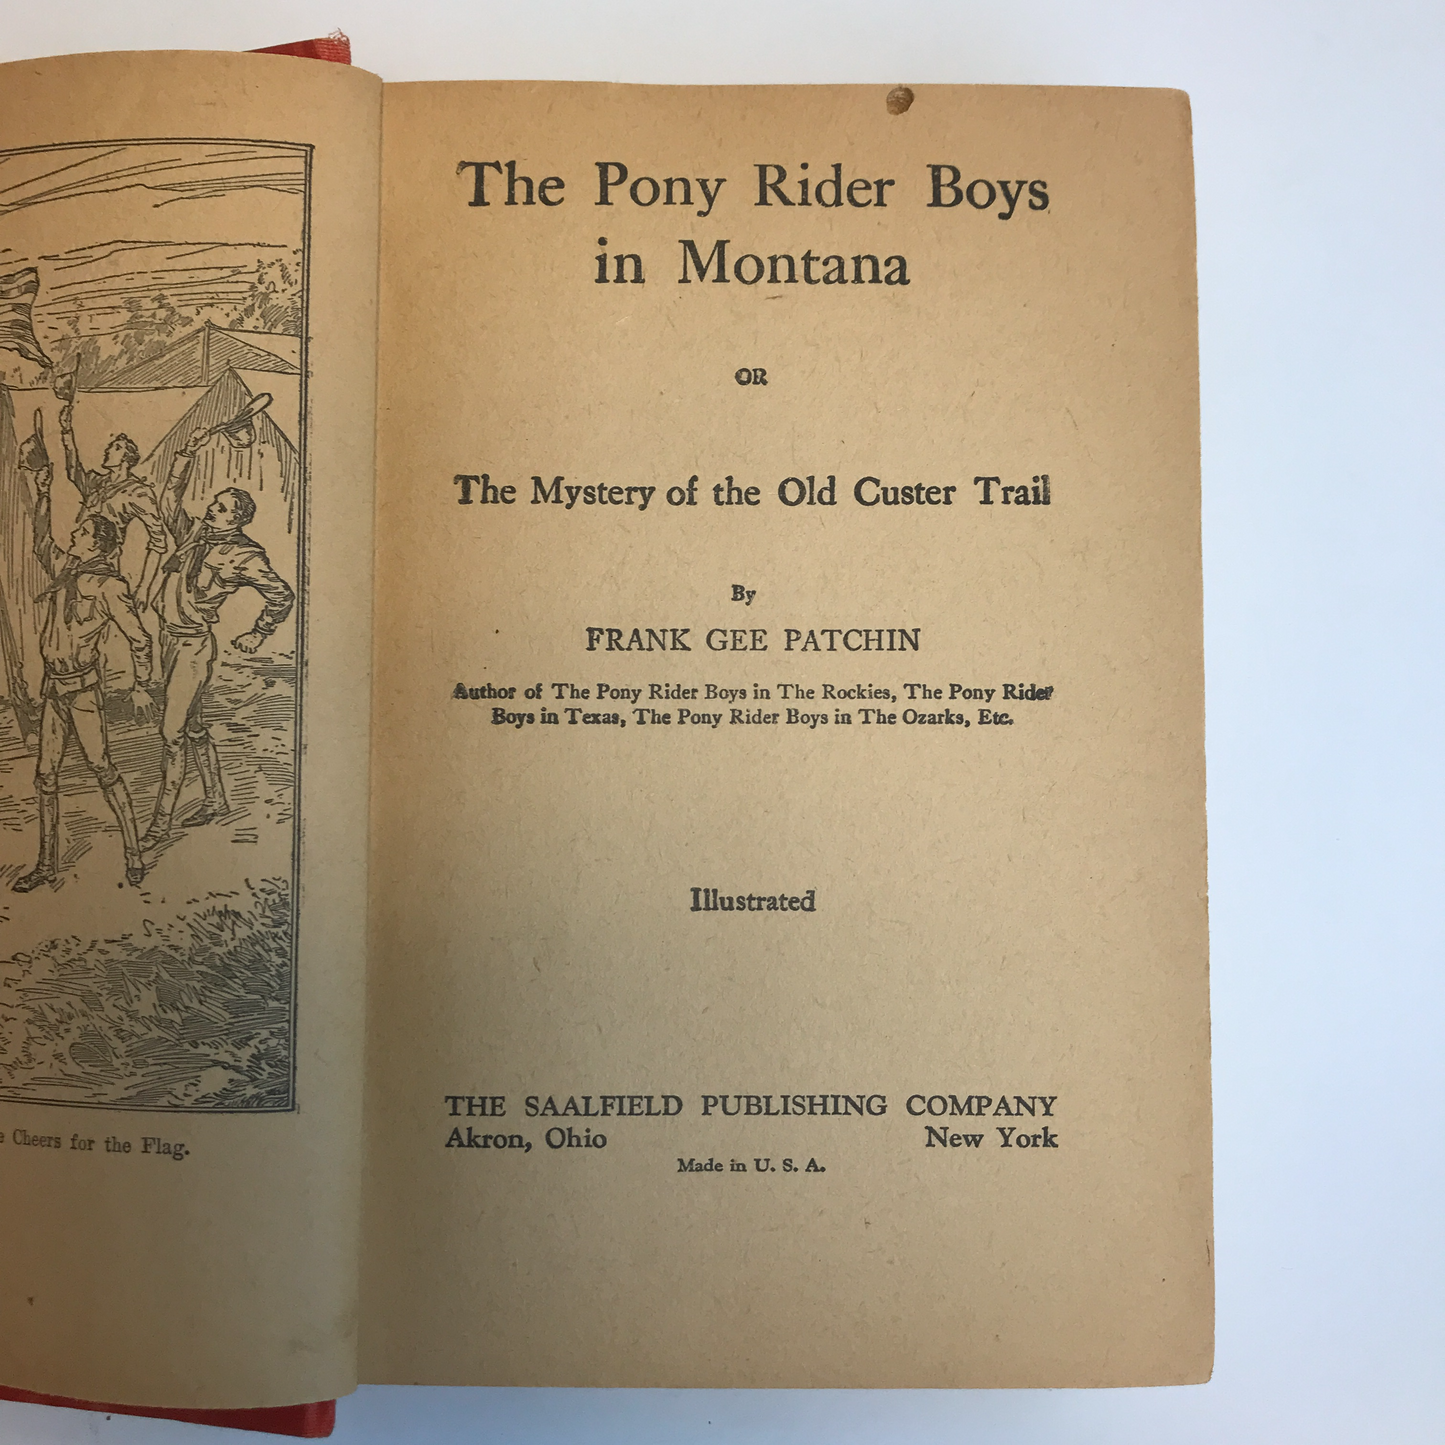 Cheers for the Flag.
The Pony Rider Boys
in Montana
OR
The Mystery of the Old Custer Trail
By
FRANK GEE PATCHIN
Author of The Pony Rider Boys in The Rockies, The Pony Rider
Boys in Texas, The Pony Rider Boys in The Ozarks, Etc.
Illustrated
THE SAALFIELD PUBLISHING COMPANY
Akron, Ohio New York
Made in U. S. A.